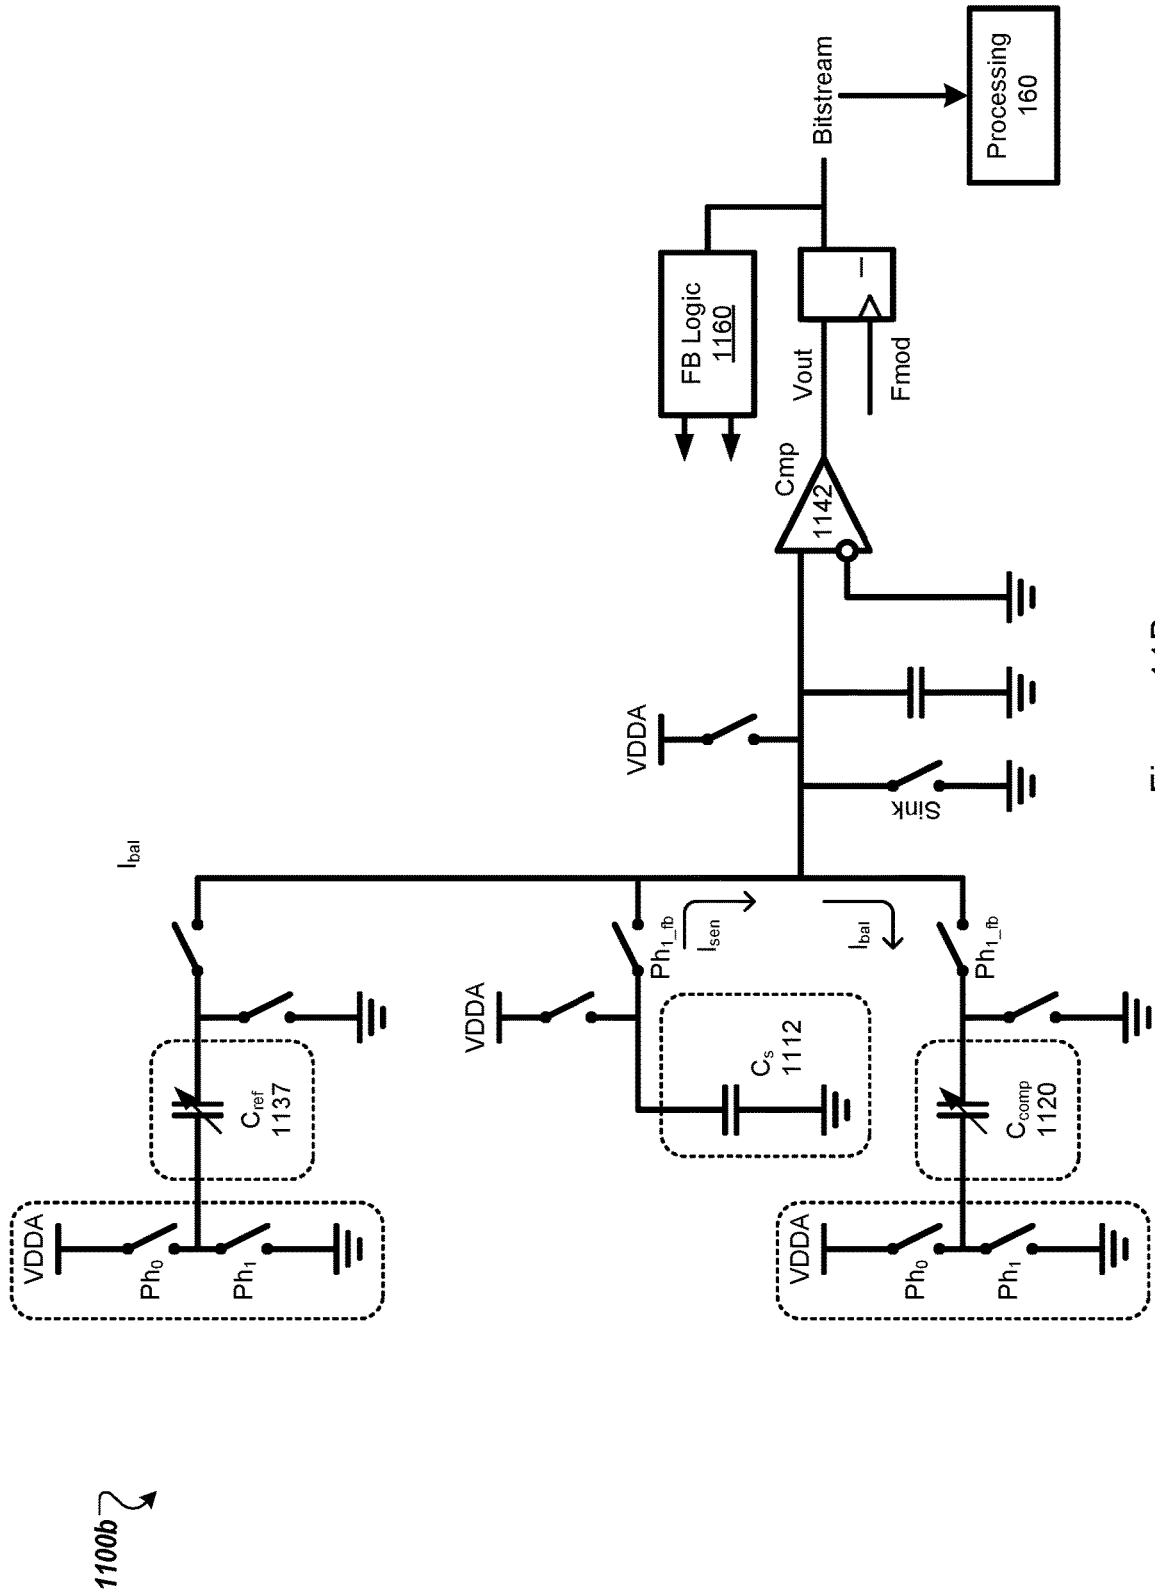 1100b
VDDA
Ph0
Ph1
Cref
1137
Ibal
VDDA
Cs
1112
Ph1_fb
Isen
Ibal
VDDA
Ph0
Ph1
Ccomp
1120
Ph1_fb
VDDA
Sink
Cmp
1142
Vout
Fmod
FB Logic
1160
Bitstream
Processing
160